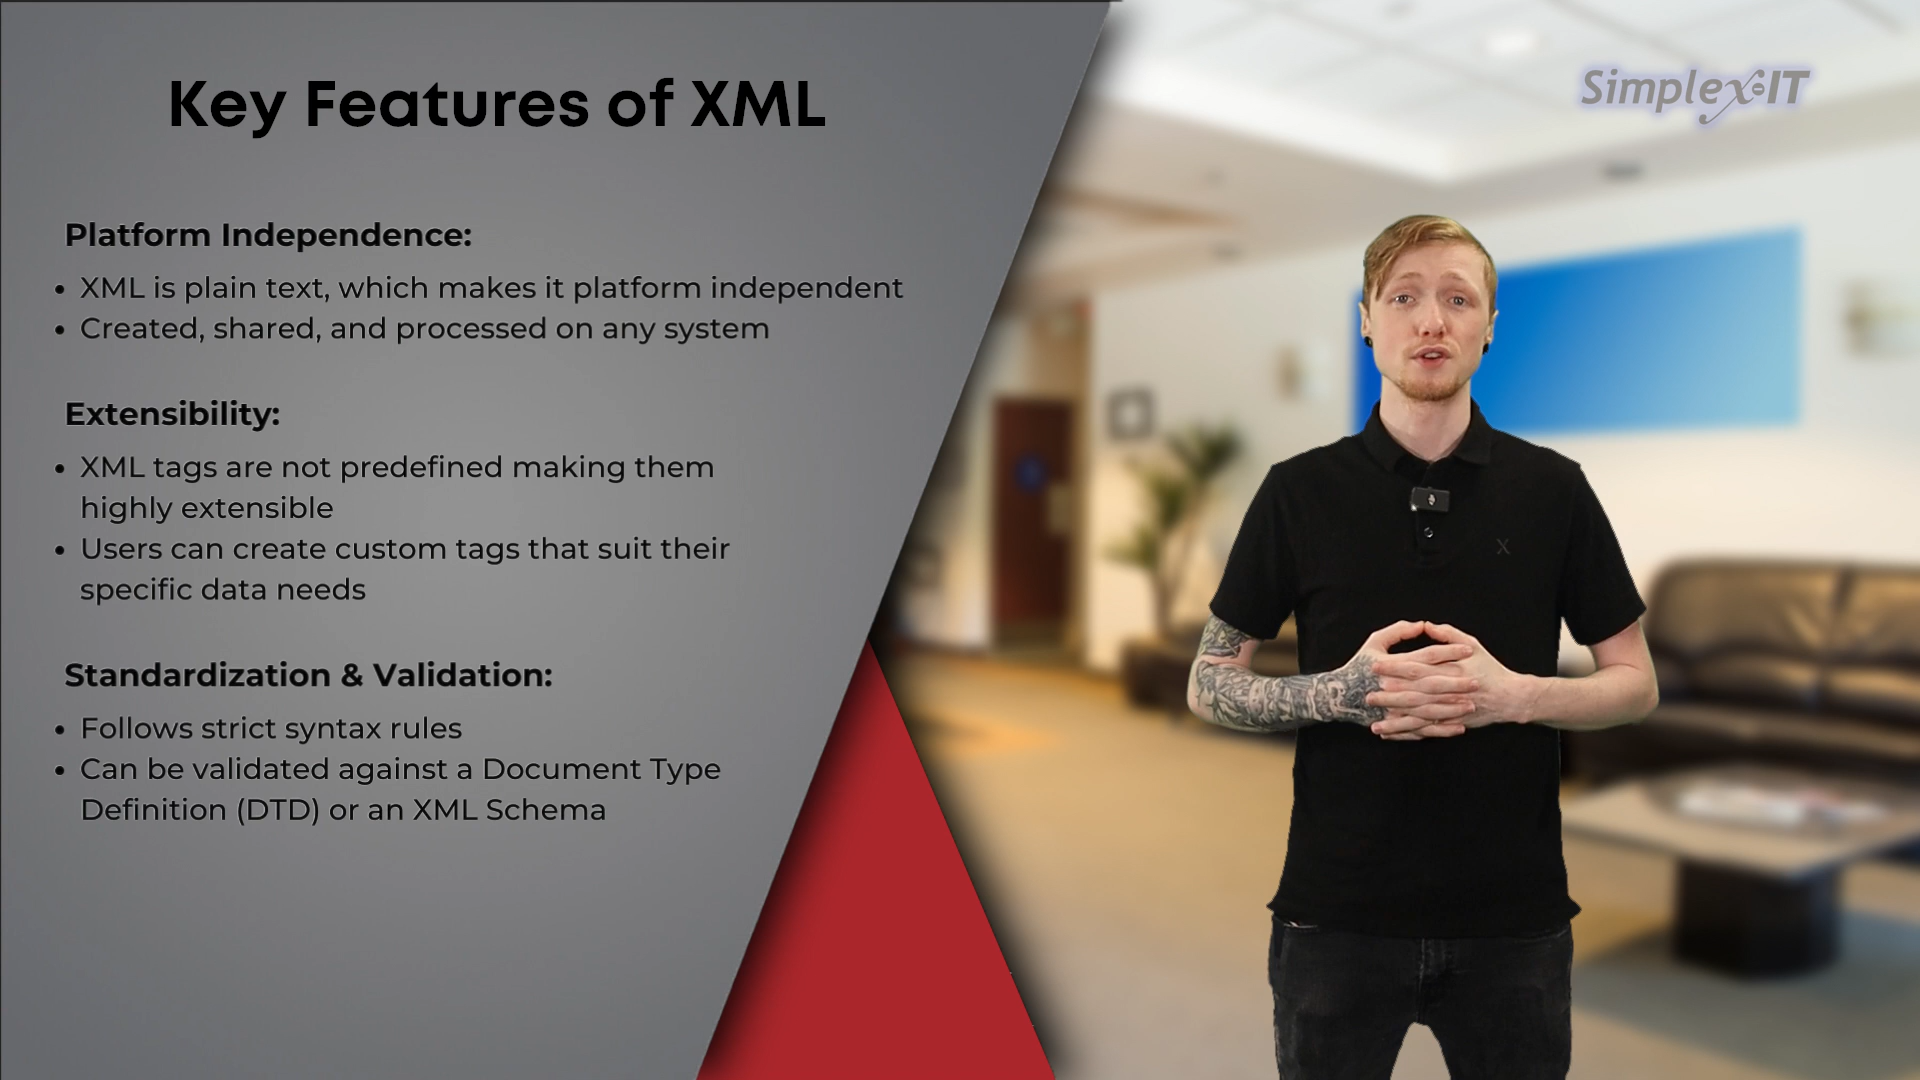 Key Features of XML
Simplex-IT
Platform Independence:
• XML is plain text, which makes it platform independent
• Created, shared, and processed on any system
Extensibility:
• XML tags are not predefined making them
highly extensible
• Users can create custom tags that suit their
specific data needs
Standardization & Validation:
• Follows strict syntax rules
• Can be validated against a Document Type
Definition (DTD) or an XML Schema
X